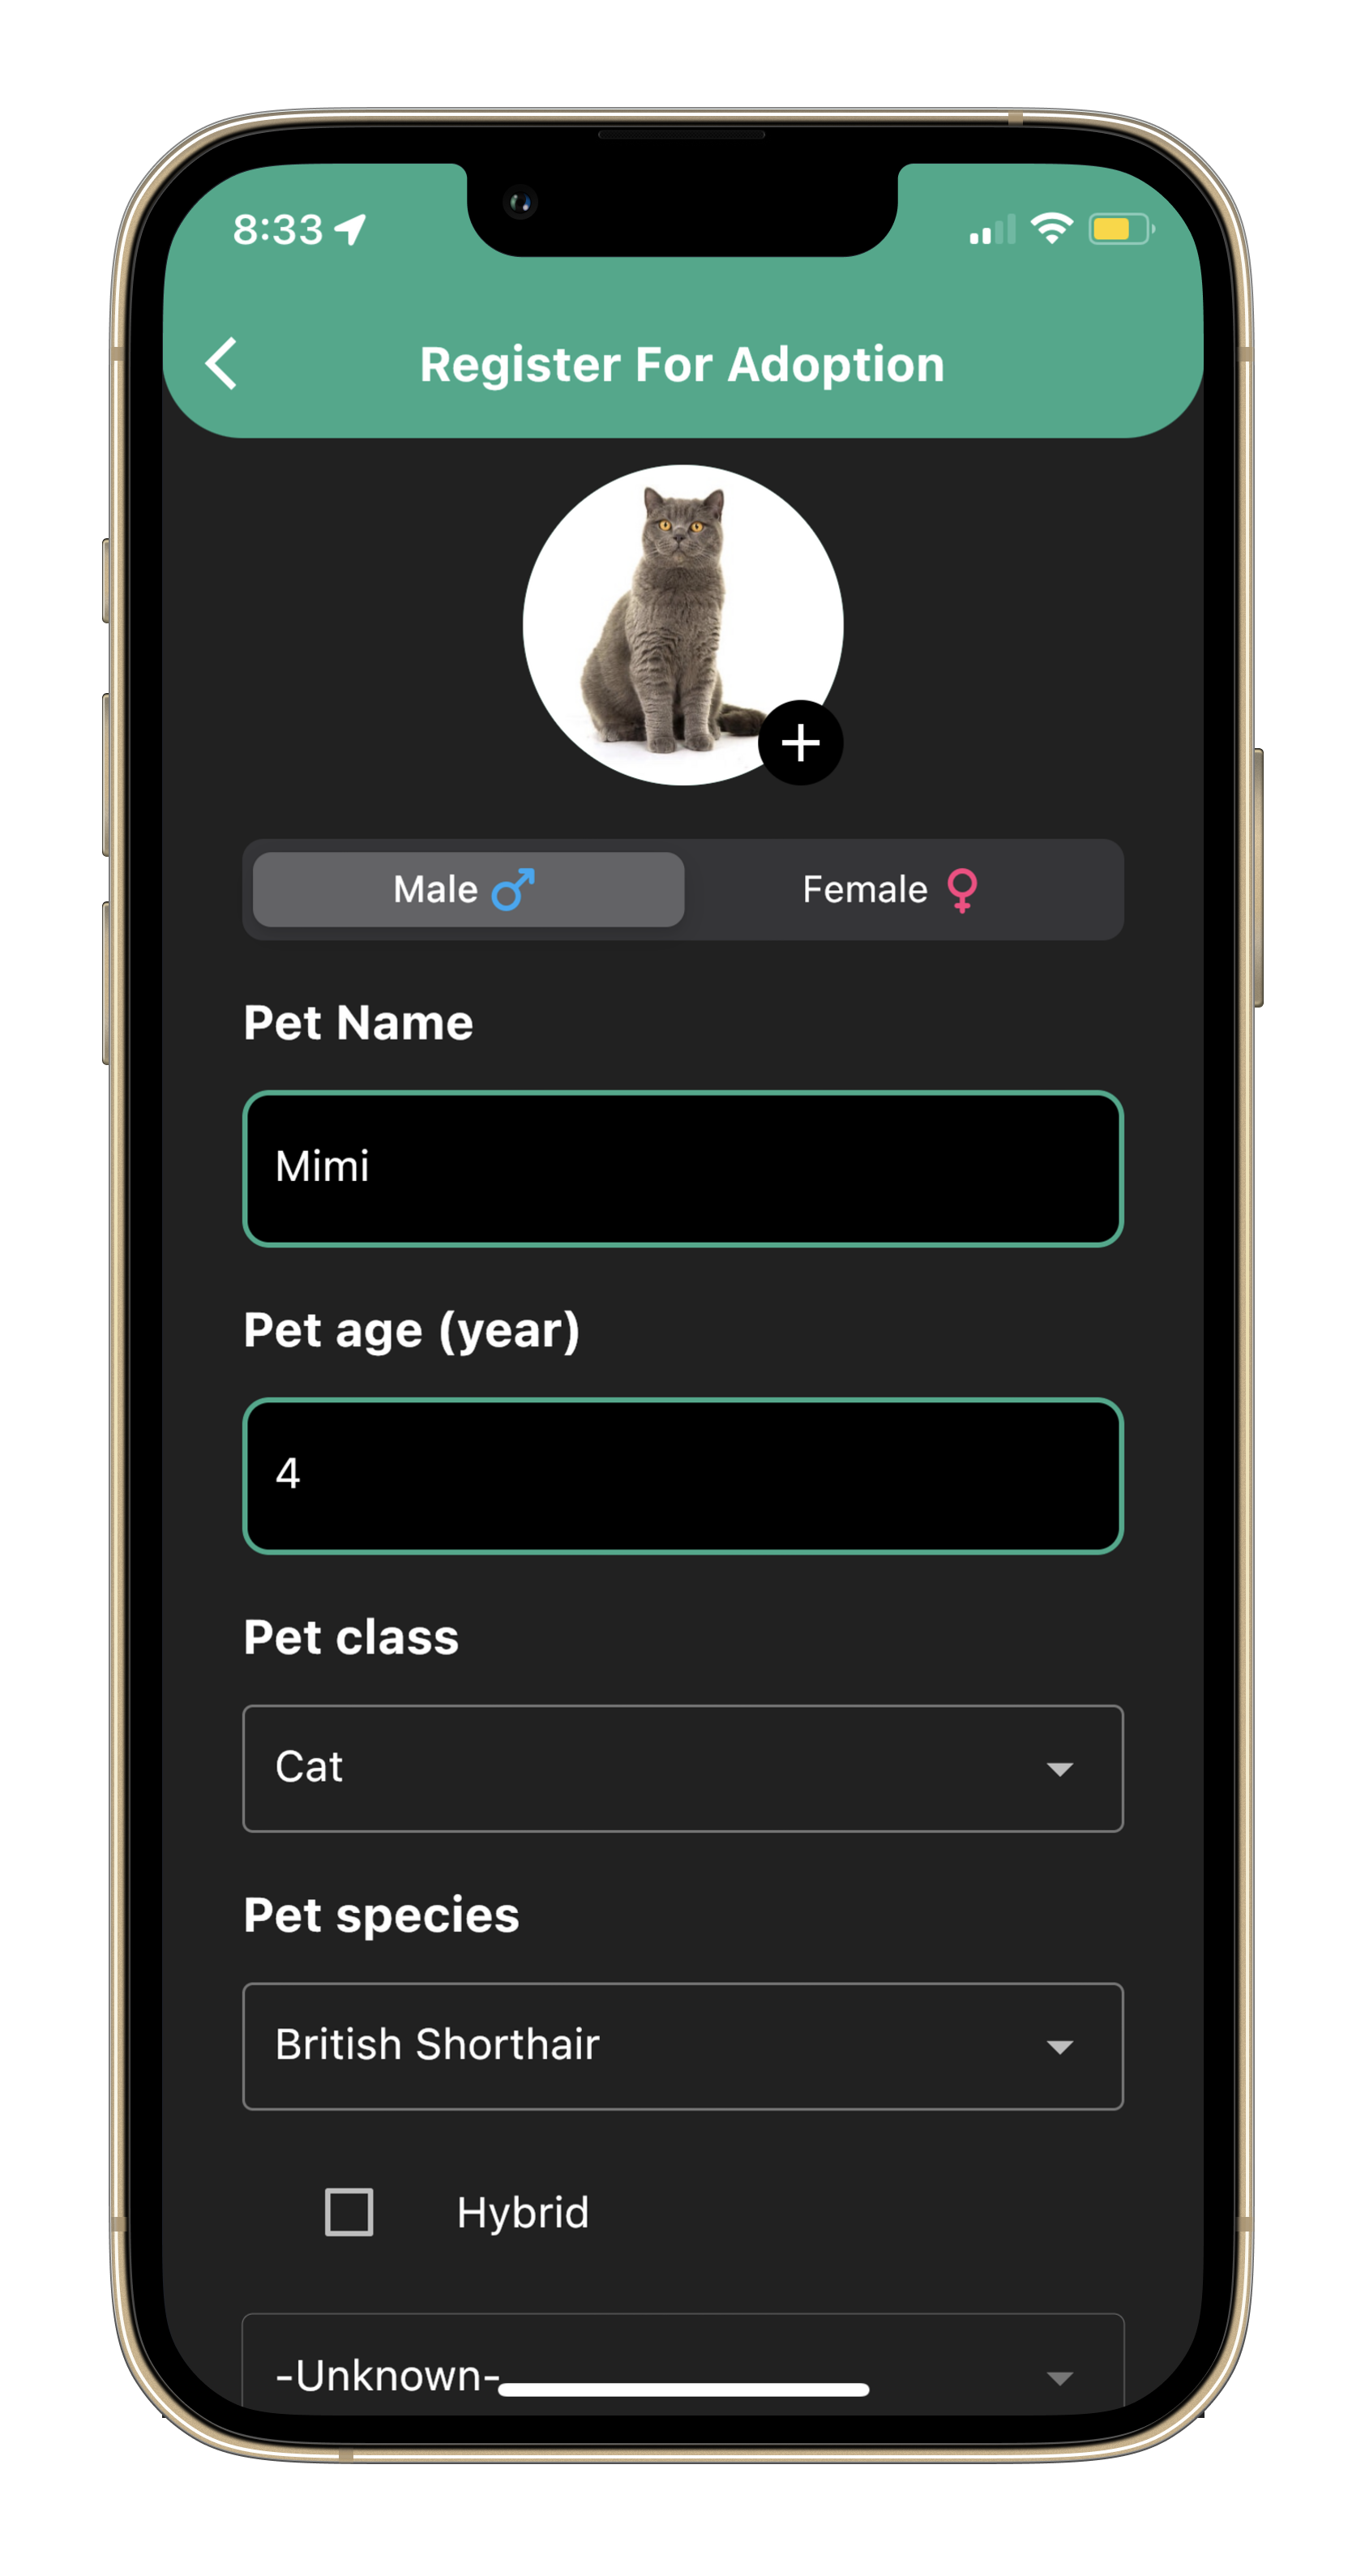 8:33
Register For Adoption
Male ♂ Female ♀
Pet Name
Mimi
Pet age (year)
4
Pet class
Cat
Pet species
British Shorthair
Hybrid
-Unknown-